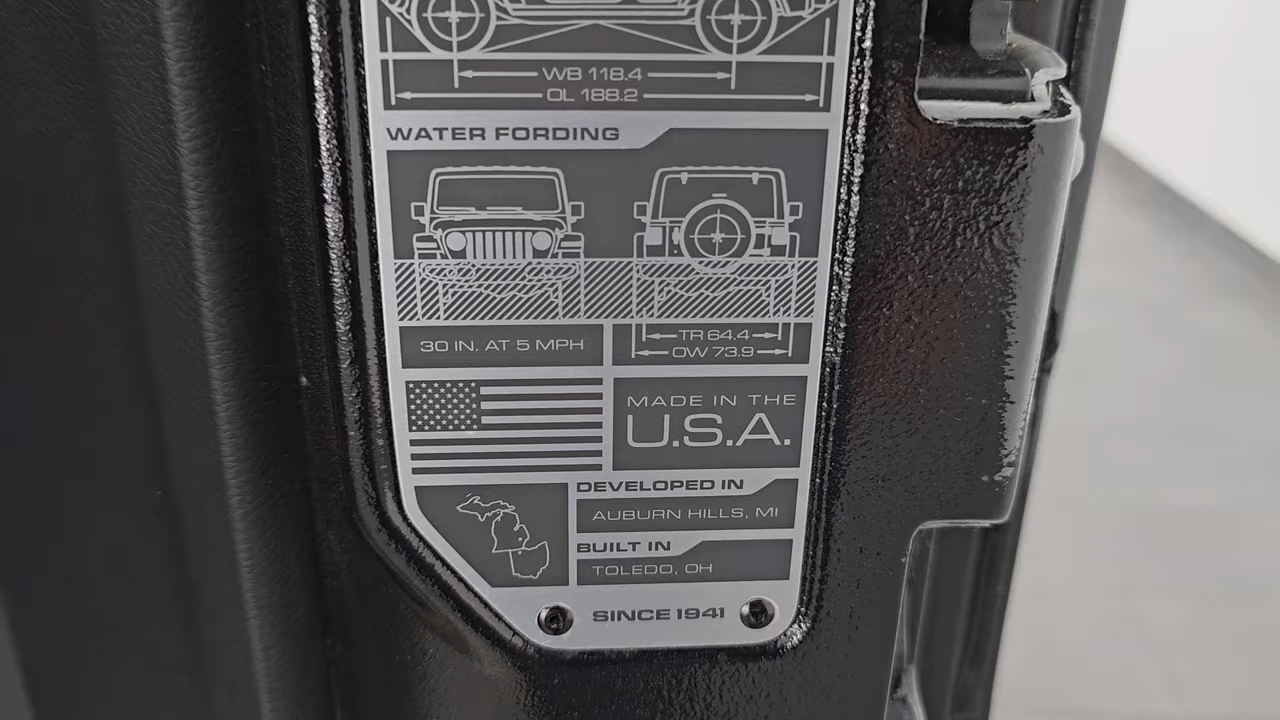 WB 118.4
OL 188.2
WATER FORDING
30 IN. AT 5 MPH
TR 64.4
OW 73.9
MADE IN THE
U.S.A.
DEVELOPED IN
AUBURN HILLS, MI
BUILT IN
TOLEDO, OH
SINCE 1941